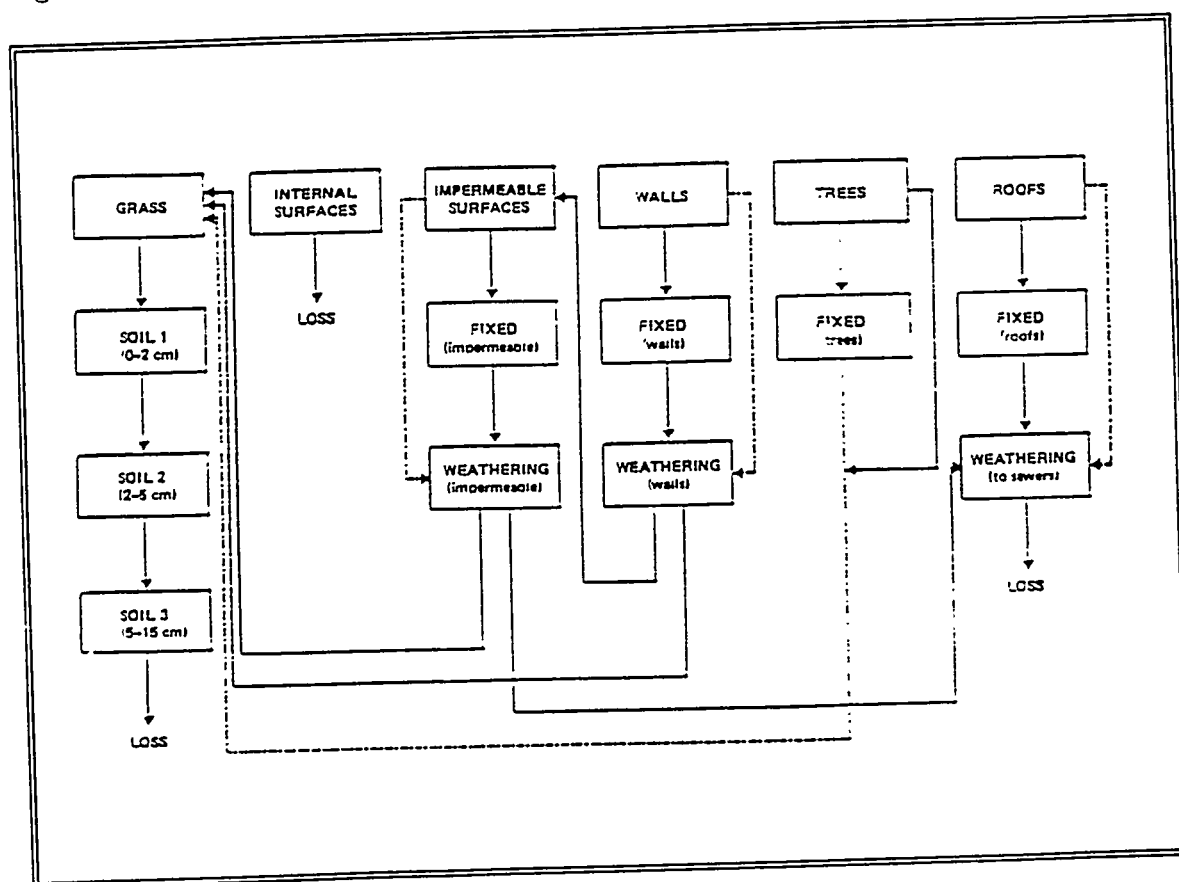 GRASS
INTERNAL
SURFACES
IMPERMEABLE
SURFACES
WALLS
TREES
ROOFS
SOIL 1
(0-2 cm)
LOSS
FIXED
(impermeable)
FIXED
(walls)
FIXED
(trees)
FIXED
(roofs)
SOIL 2
(2-5 cm)
WEATHERING
(impermeable)
WEATHERING
(walls)
WEATHERING
(to sewers)
SOIL 3
(5-15 cm)
LOSS
LOSS